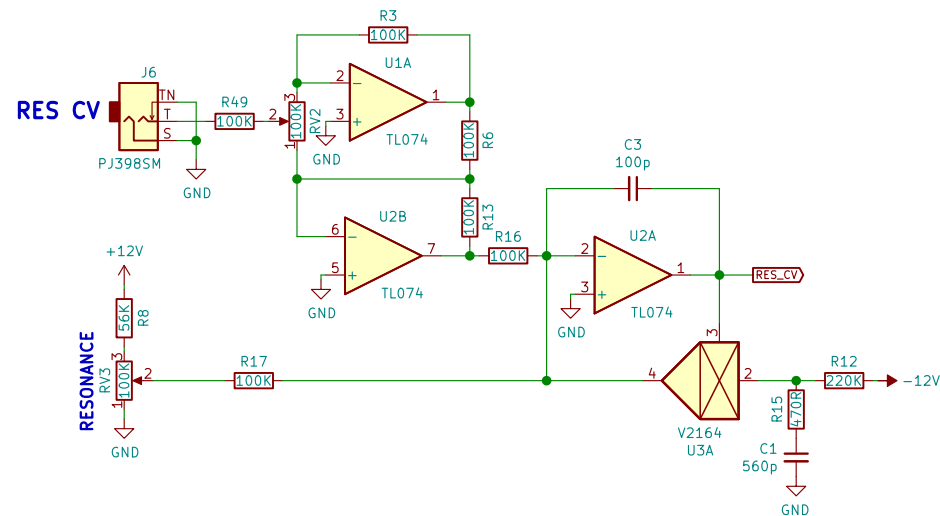 R3
100K
U1A
2
1
3
TL074
GND
J6
TN
T
S
PJ398SM
RES CV
GND
R49
100K
2
3
100K
RV2
1
100K
R6
100K
R13
U2B
6
7
5
TL074
GND
R16
100K
C3
100p
U2A
2
1
3
TL074
GND
RES_CV
+12V
56K
R8
RESONANCE
RV3
3
100K
2
1
GND
R17
100K
4
3
2
V2164
U3A
R12
220K
-12V
R15
470R
C1
560p
GND